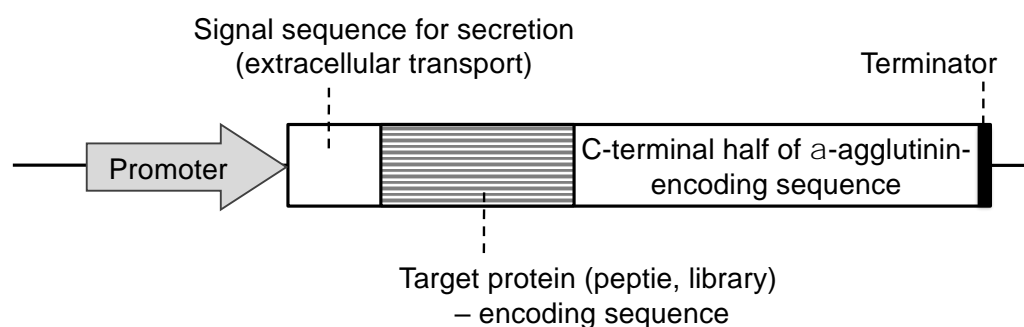 Signal sequence for secretion
(extracellular transport)
Terminator
Promoter
C-terminal half of a-agglutinin-
encoding sequence
Target protein (peptie, library)
– encoding sequence